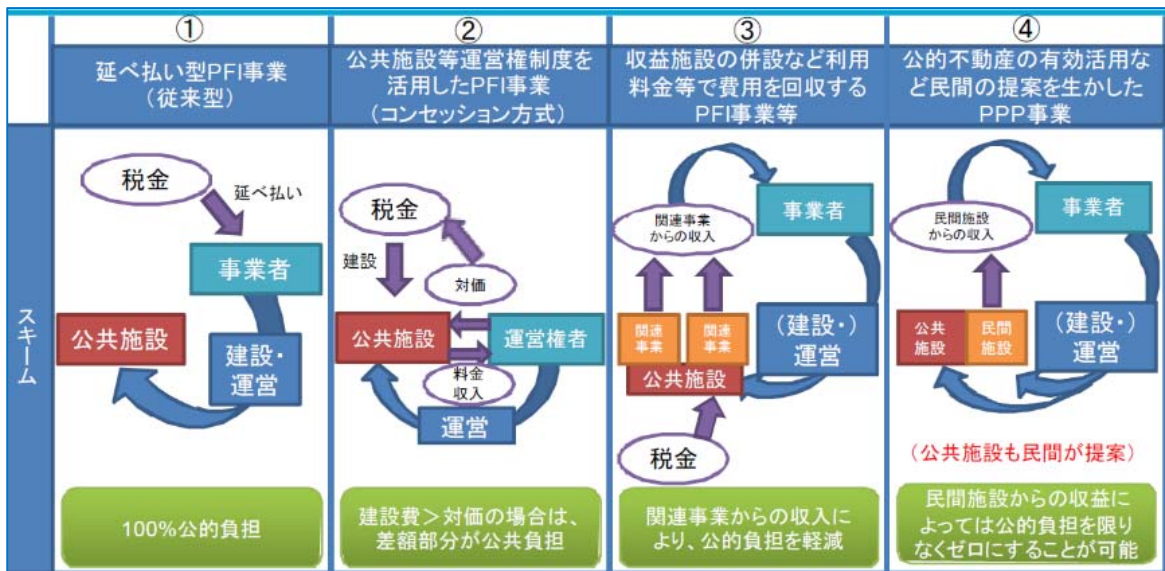 ①
延べ払い型PFI事業
（従来型）
②
公共施設等運営権制度を
活用したPFI事業
（コンセッション方式）
③
収益施設の併設など利用
料金等で費用を回収する
PFI事業等
④
公的不動産の有効活用な
ど民間の提案を生かした
PPP事業
スキーム
税金
延べ払い
事業者
公共施設
建設・
運営
100%公的負担
税金
建設
対価
公共施設
運営権者
料金
収入
運営
建設費＞対価の場合は、
差額部分が公共負担
関連事業
からの収入
事業者
関連
事業
関連
事業
公共施設
（建設・）
運営
税金
関連事業からの収入に
より、公的負担を軽減
民間施設
からの収入
事業者
公共
施設
民間
施設
（建設・）
運営
（公共施設も民間が提案）
民間施設からの収益に
よっては公的負担を限り
なくゼロにすることが可能